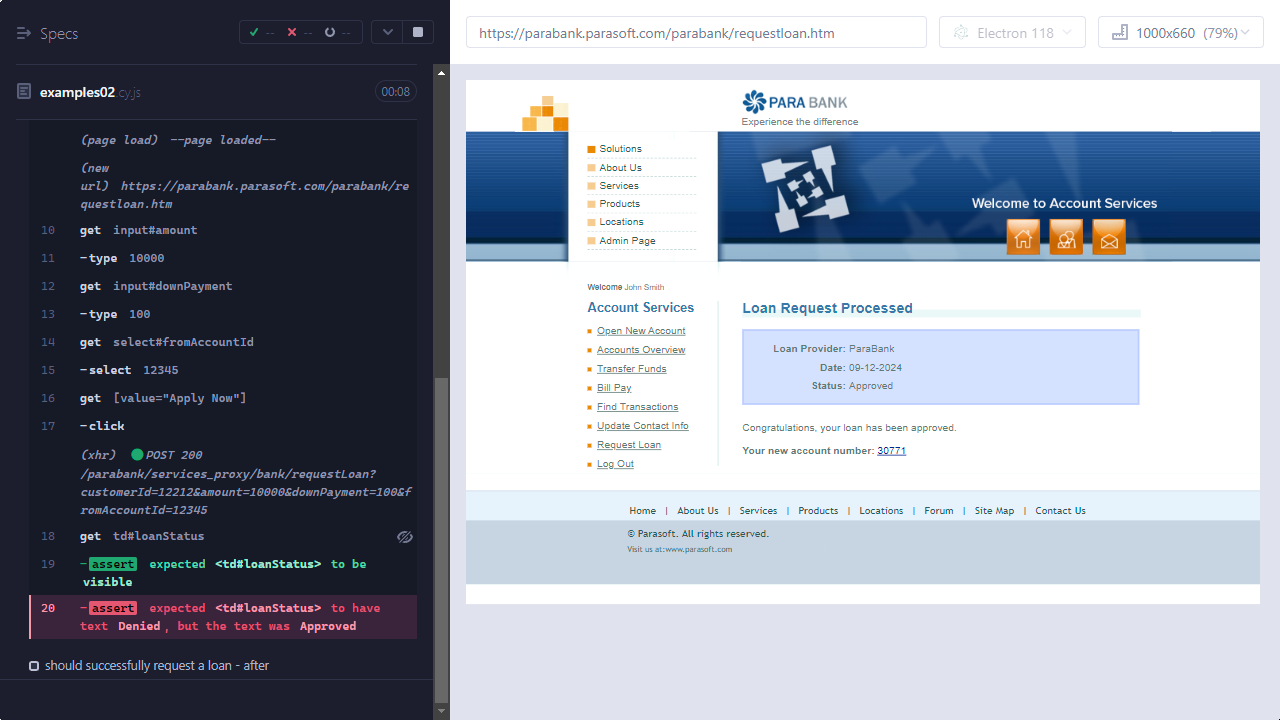 Specs
-- -- --
examples02.cy.js
00:08
(page load) --page loaded--
(new
url) https://parabank.parasoft.com/parabank/re
questloan.htm
10 get input#amount
11 -type 10000
12 get input#downPayment
13 -type 100
14 get select#fromAccountId
15 -select 12345
16 get [value="Apply Now"]
17 -click
(xhr) POST 200
/parabank/services_proxy/bank/requestLoan?
customerId=12212&amount=10000&downPayment=100&f
romAccountId=12345
18 get td#loanStatus
19 -assert expected <td#loanStatus> to be
visible
20 -assert expected <td#loanStatus> to have
text Denied, but the text was Approved
should successfully request a loan - after
https://parabank.parasoft.com/parabank/requestloan.htm
Electron 118
1000x660 (79%)
PARA BANK
Experience the difference
Solutions
About Us
Services
Products
Locations
Admin Page
Welcome to Account Services
Welcome John Smith
Account Services
Open New Account
Accounts Overview
Transfer Funds
Bill Pay
Find Transactions
Update Contact Info
Request Loan
Log Out
Loan Request Processed
Loan Provider: ParaBank
Date: 09-12-2024
Status: Approved
Congratulations, your loan has been approved.
Your new account number: 30771
Home | About Us | Services | Products | Locations | Forum | Site Map | Contact Us
© Parasoft. All rights reserved.
Visit us at:www.parasoft.com